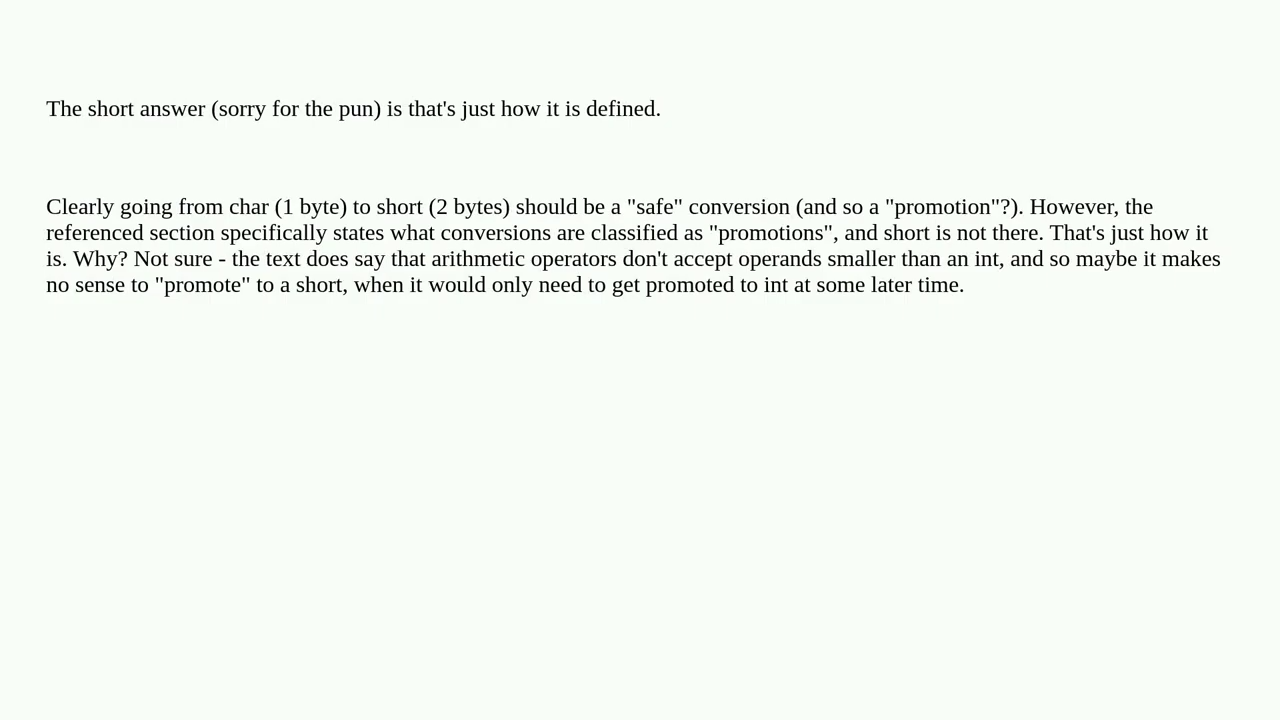 The short answer (sorry for the pun) is that's just how it is defined.
Clearly going from char (1 byte) to short (2 bytes) should be a "safe" conversion (and so a "promotion"?). However, the
referenced section specifically states what conversions are classified as "promotions", and short is not there. That's just how it
is. Why? Not sure - the text does say that arithmetic operators don't accept operands smaller than an int, and so maybe it makes
no sense to "promote" to a short, when it would only need to get promoted to int at some later time.